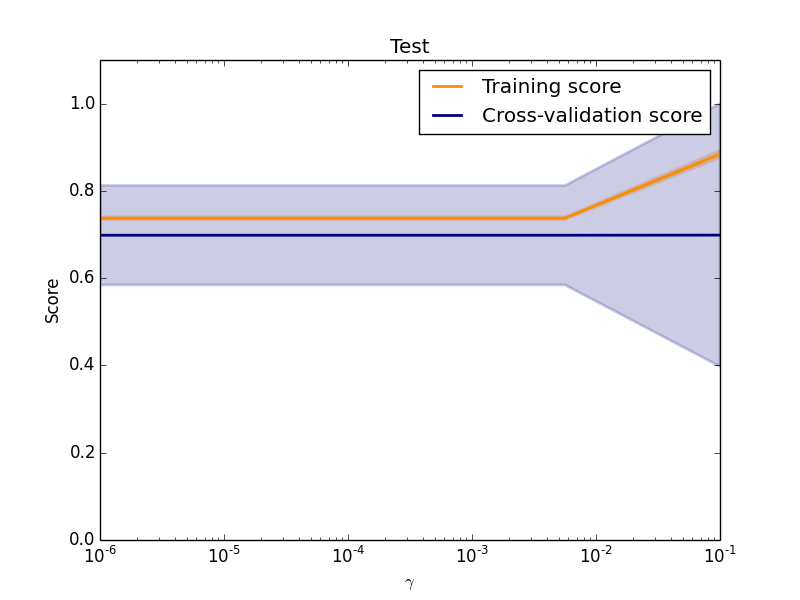 Test
Training score
Cross-validation score
Score
1.0
0.8
0.6
0.4
0.2
0.0
10^-6 10^-5 10^-4 10^-3 10^-2 10^-1
γ